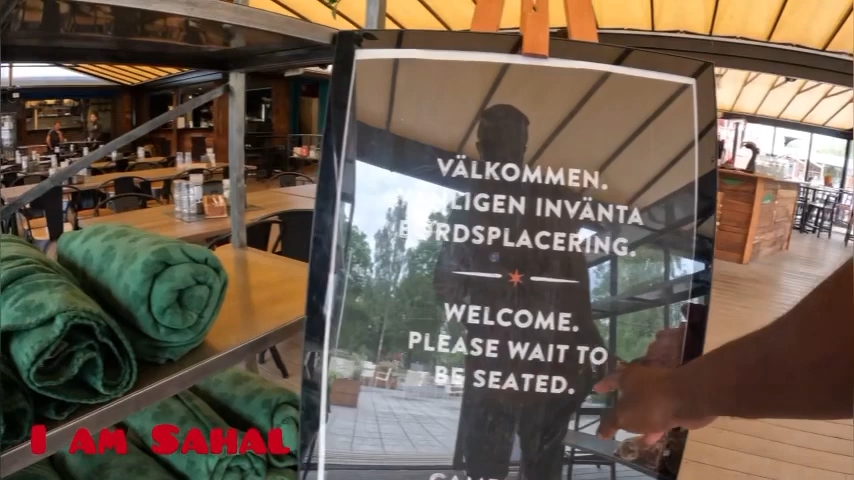 VÄLKOMMEN.
VÄNLIGEN INVÄNTA
BORDSPLACERING.
WELCOME.
PLEASE WAIT TO
BE SEATED.
I AM SAHAL